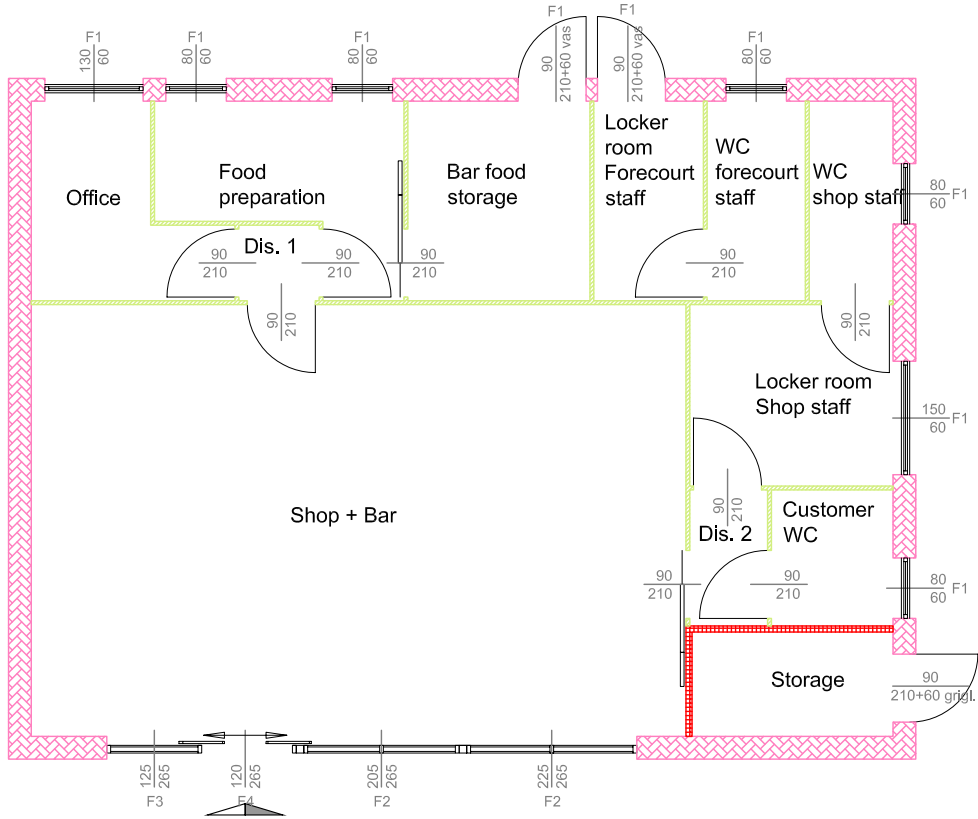 F1
F1
F1
F1
F1
130
60
80
60
80
60
90
210+60 vas
90
210+60 vas
80
60
Locker
room
Forecourt
staff
WC
forecourt
staff
WC
shop staff
Food
preparation
Bar food
storage
Office
80
60
F1
Dis. 1
90
210
90
210
90
210
90
210
90
210
90
210
Locker room
Shop staff
150
60
F1
Shop + Bar
90
210
Customer
WC
Dis. 2
90
210
90
210
80
60
F1
Storage
90
210+60 grigl.
125
265
F3
120
265
F4
205
265
F2
225
265
F2